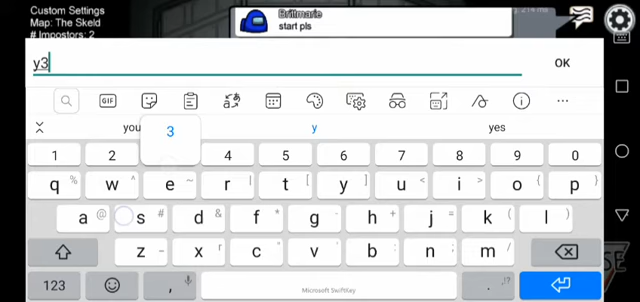 Custom Settings
Map: The Skeld
# Impostors: 2
Brittmarie
start pls
y3
OK
GIF
you 3 y yes
1 2 4 5 6 7 8 9 0
q % w ^ e ~ r | t [ y ] u < i > o { p }
a @ s # d & f * g - h + j = k ( l )
z _ x r c " v ' b : n ; m /
123 , . ,!?
Microsoft SwiftKey